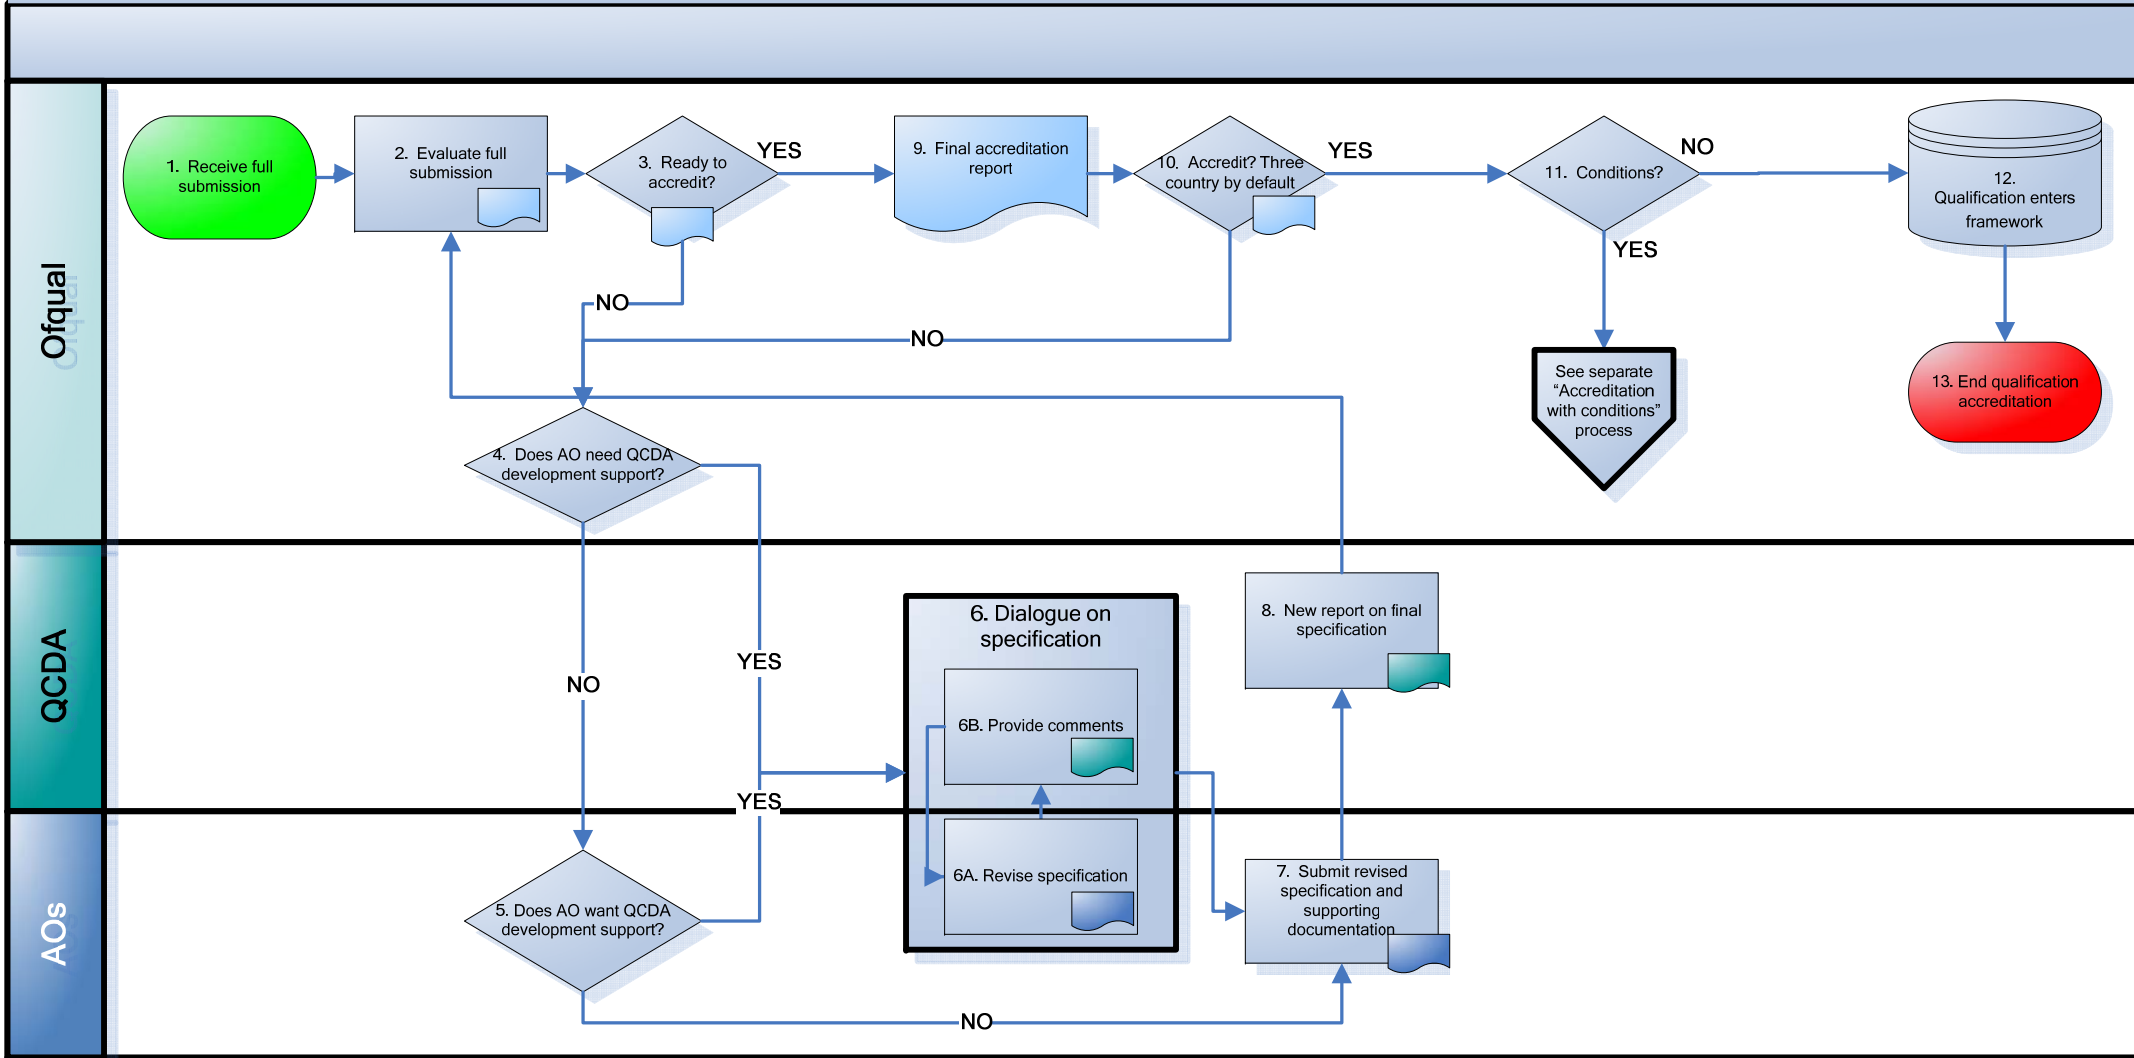 Ofqual
1. Receive full
submission
2. Evaluate full
submission
3. Ready to
accredit?
YES
NO
9. Final accreditation
report
10. Accredit? Three
country by default
YES
NO
11. Conditions?
NO
YES
12.
Qualification enters
framework
See separate
“Accreditation
with conditions”
process
13. End qualification
accreditation
4. Does AO need QCDA
development support?
QCDA
NO
YES
YES
6. Dialogue on
specification
6B. Provide comments
6A. Revise specification
8. New report on final
specification
AOs
5. Does AO want QCDA
development support?
7. Submit revised
specification and
supporting
documentation
NO